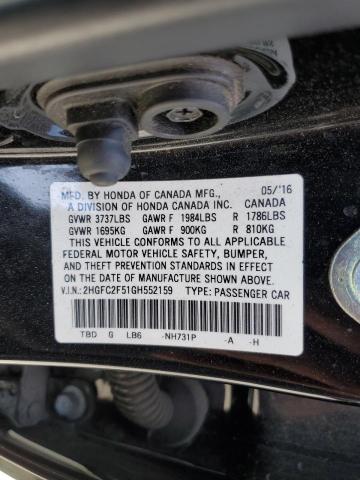 MFD. BY HONDA OF CANADA MFG., 05/'16
A DIVISION OF HONDA CANADA INC. CANADA
GVWR 3737LBS GAWR F 1984LBS R 1786LBS
GVWR 1695KG GAWR F 900KG R 810KG
THIS VEHICLE CONFORMS TO ALL APPLICABLE
FEDERAL MOTOR VEHICLE SAFETY, BUMPER,
AND THEFT PREVENTION STANDARDS IN EFFECT
ON THE DATE OF MANUFACTURE SHOWN ABOVE.
V.I.N.: 2HGFC2F51GH552159 TYPE: PASSENGER CAR
TBD G LB6 -NH731P -A -H